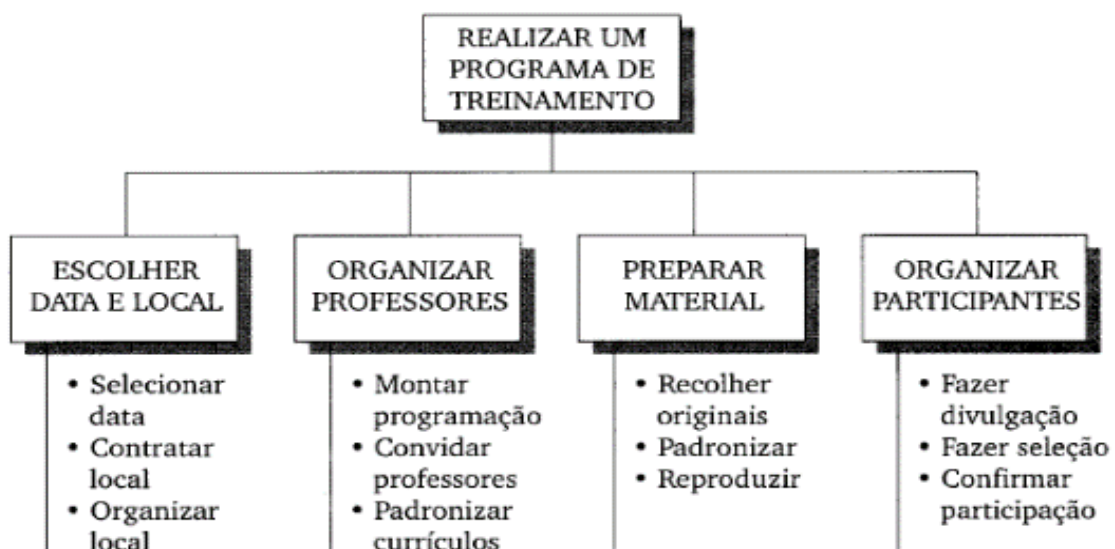 REALIZAR UM
PROGRAMA DE
TREINAMENTO
ESCOLHER
DATA E LOCAL
• Selecionar
data
• Contratar
local
• Organizar
local
ORGANIZAR
PROFESSORES
• Montar
programação
• Convidar
professores
• Padronizar
currículos
PREPARAR
MATERIAL
• Recolher
originais
• Padronizar
• Reproduzir
ORGANIZAR
PARTICIPANTES
• Fazer
divulgação
• Fazer seleção
• Confirmar
participação